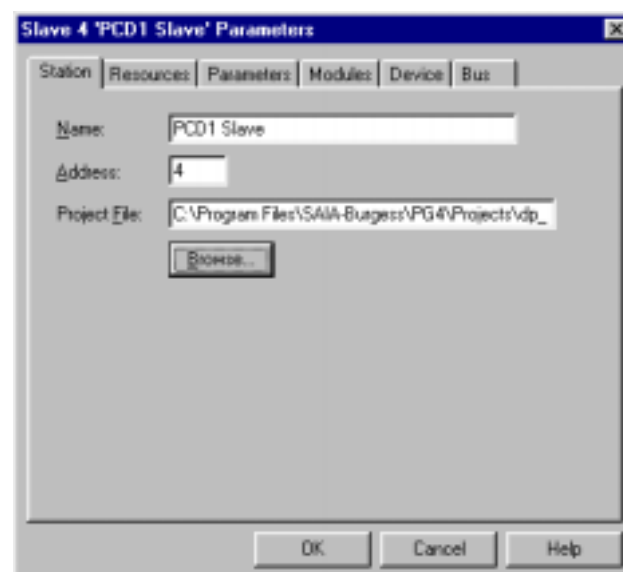 Slave 4 'PCD1 Slave' Parameters
Station Resources Parameters Modules Device Bus
Name: PCD1 Slave
Address: 4
Project File: C:\Program Files\SAIA-Burgess\PG4\Projects\dp_
Browse...
OK Cancel Help